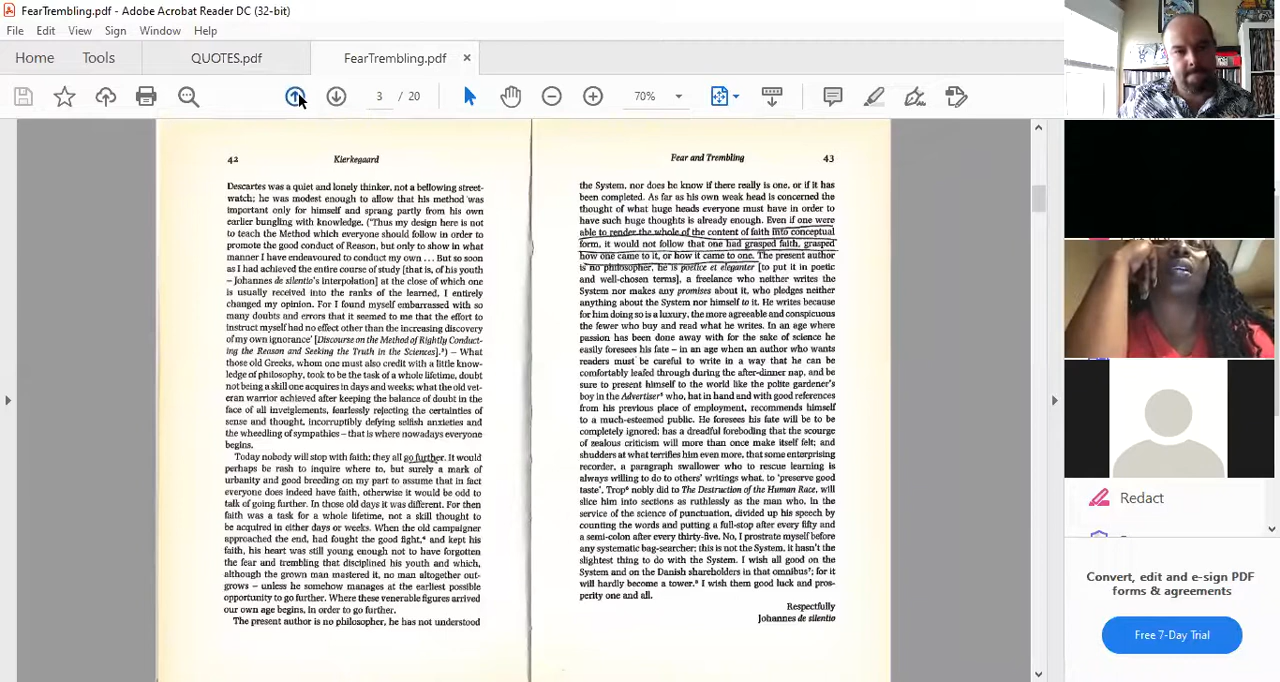 FearTrembling.pdf - Adobe Acrobat Reader DC (32-bit)
File Edit View Sign Window Help
Home Tools QUOTES.pdf FearTrembling.pdf ×
3 / 20 70%
42 Kierkegaard
Descartes was a quiet and lonely thinker, not a bellowing street-
watch; he was modest enough to allow that his method was
important only for himself and sprang partly from his own
earlier bungling with knowledge. ('Thus my design here is not
to teach the Method which everyone should follow in order to
promote the good conduct of Reason, but only to show in what
manner I have endeavoured to conduct my own ... But so soon
as I had achieved the entire course of study [that is, of his youth
– Johannes de silentio's interpolation] at the close of which one
is usually received into the ranks of the learned, I entirely
changed my opinion. For I found myself embarrassed with so
many doubts and errors that it seemed to me that the effort to
instruct myself had no effect other than the increasing discovery
of my own ignorance' [Discourse on the Method of Rightly Conduct-
ing the Reason and Seeking the Truth in the Sciences].³) – What
those old Greeks, whom one must also credit with a little know-
ledge of philosophy, took to be the task of a whole lifetime, doubt
not being a skill one acquires in days and weeks; what the old vet-
eran warrior achieved after keeping the balance of doubt in the
face of all inveiglements, fearlessly rejecting the certainties of
sense and thought, incorruptibly defying selfish anxieties and
the wheedling of sympathies – that is where nowadays everyone
begins.
Today nobody will stop with faith; they all go further. It would
perhaps be rash to inquire where to, but surely a mark of
urbanity and good breeding on my part to assume that in fact
everyone does indeed have faith, otherwise it would be odd to
talk of going further. In those old days it was different. For then
faith was a task for a whole lifetime, not a skill thought to
be acquired in either days or weeks. When the old campaigner
approached the end, had fought the good fight,⁴ and kept his
faith, his heart was still young enough not to have forgotten
the fear and trembling that disciplined his youth and which,
although the grown man mastered it, no man altogether out-
grows – unless he somehow manages at the earliest possible
opportunity to go further. Where these venerable figures arrived
our own age begins, in order to go further.
The present author is no philosopher, he has not understood
Fear and Trembling 43
the System, nor does he know if there really is one, or if it has
been completed. As far as his own weak head is concerned the
thought of what huge heads everyone must have in order to
have such huge thoughts is already enough. Even if one were
able to render the whole of the content of faith into conceptual
form, it would not follow that one had grasped faith, grasped
how one came to it, or how it came to one. The present author
is no philosopher, he is poetice et eleganter [to put it in poetic
and well-chosen terms], a freelance who neither writes the
System nor makes any promises about it, who pledges neither
anything about the System nor himself to it. He writes because
for him doing so is a luxury, the more agreeable and conspicuous
the fewer who buy and read what he writes. In an age where
passion has been done away with for the sake of science he
easily foresees his fate – in an age when an author who wants
readers must be careful to write in a way that he can be
comfortably leafed through during the after-dinner nap, and be
sure to present himself to the world like the polite gardener's
boy in the Advertiser⁵ who, hat in hand and with good references
from his previous place of employment, recommends himself
to a much-esteemed public. He foresees his fate will be to be
completely ignored; has a dreadful foreboding that the scourge
of zealous criticism will more than once make itself felt; and
shudders at what terrifies him even more, that some enterprising
recorder, a paragraph swallower who to rescue learning is
always willing to do to others' writings what, to 'preserve good
taste', Trop⁶ nobly did to The Destruction of the Human Race, will
slice him into sections as ruthlessly as the man who, in the
service of the science of punctuation, divided up his speech by
counting the words and putting a full-stop after every fifty and
a semi-colon after every thirty-five. No, I prostrate myself before
any systematic bag-searcher; this is not the System, it hasn't the
slightest thing to do with the System. I wish all good on the
System and on the Danish shareholders in that omnibus⁷; for it
will hardly become a tower.⁸ I wish them good luck and pros-
perity one and all.
Respectfully
Johannes de silentio
Redact
Convert, edit and e-sign PDF
forms & agreements
Free 7-Day Trial